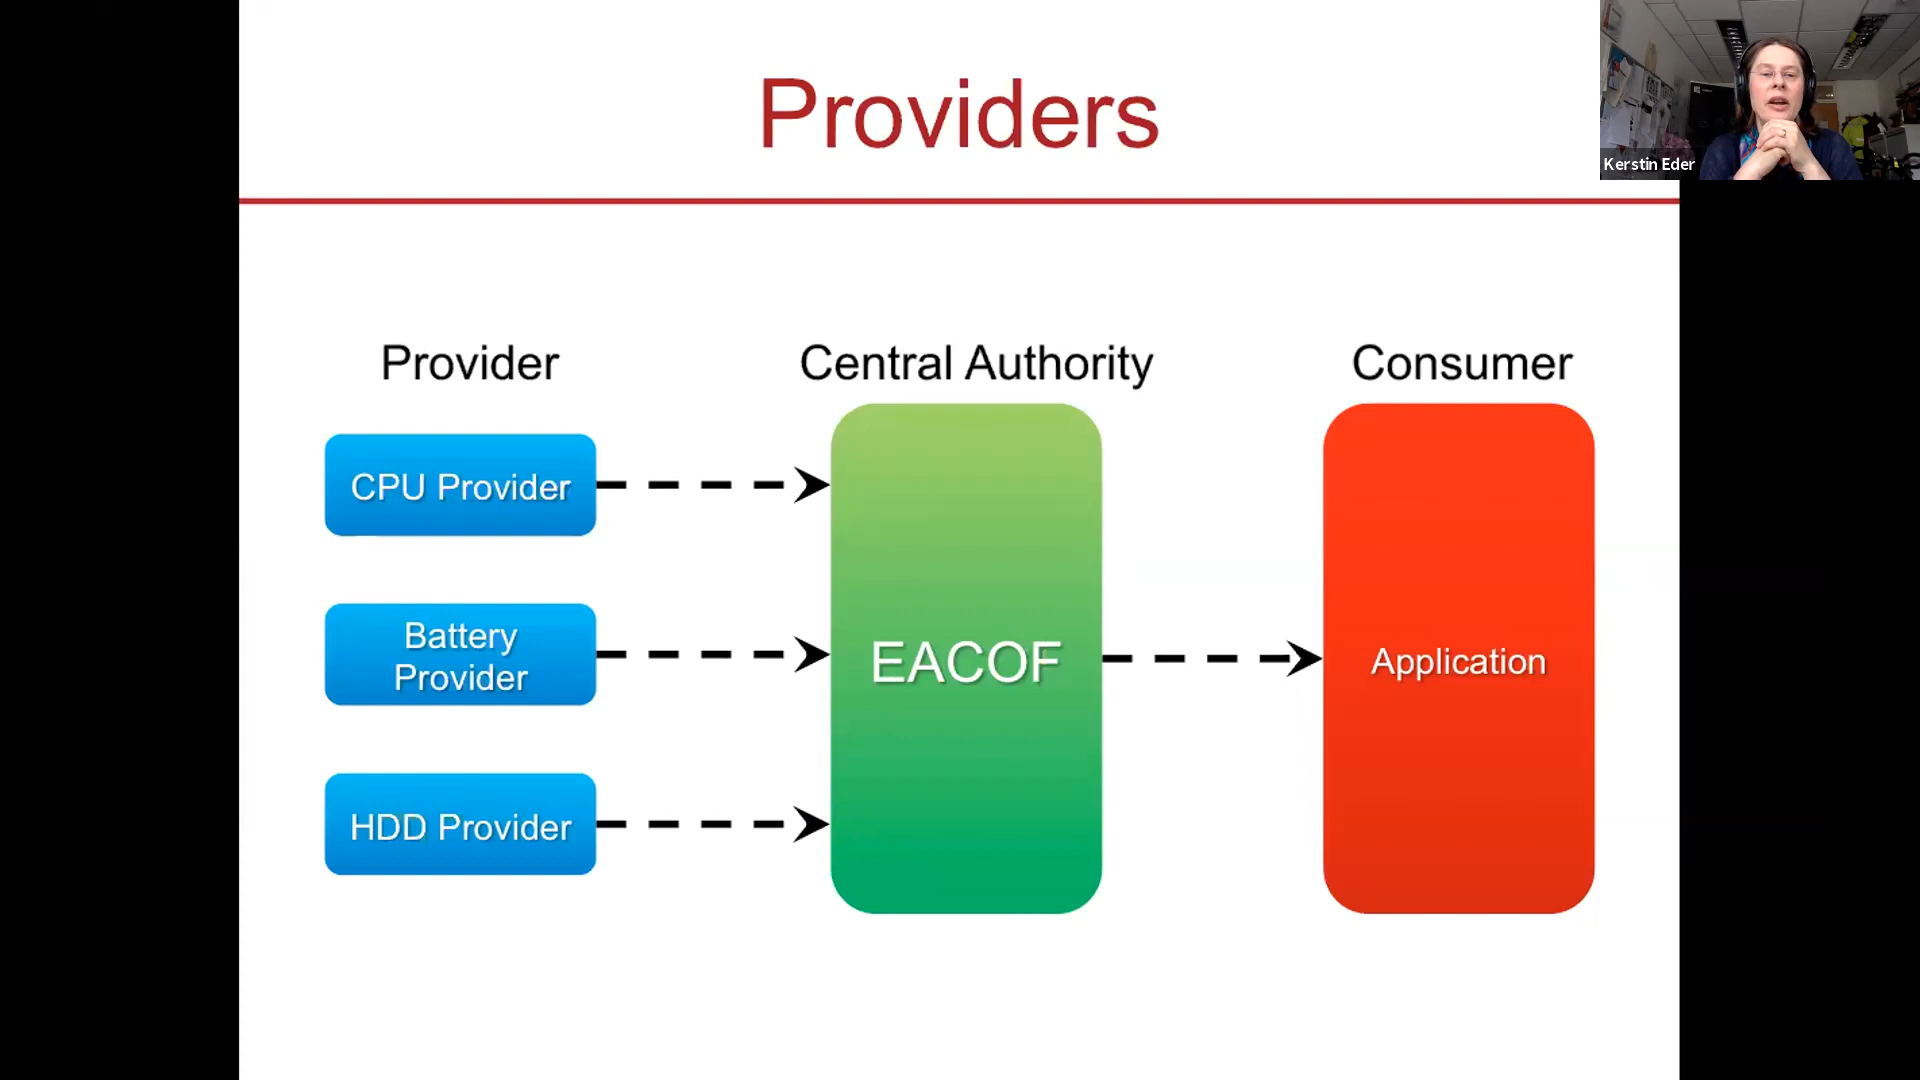 Providers
Kerstin Eder
Provider
Central Authority
Consumer
CPU Provider
Battery
Provider
HDD Provider
EACOF
Application